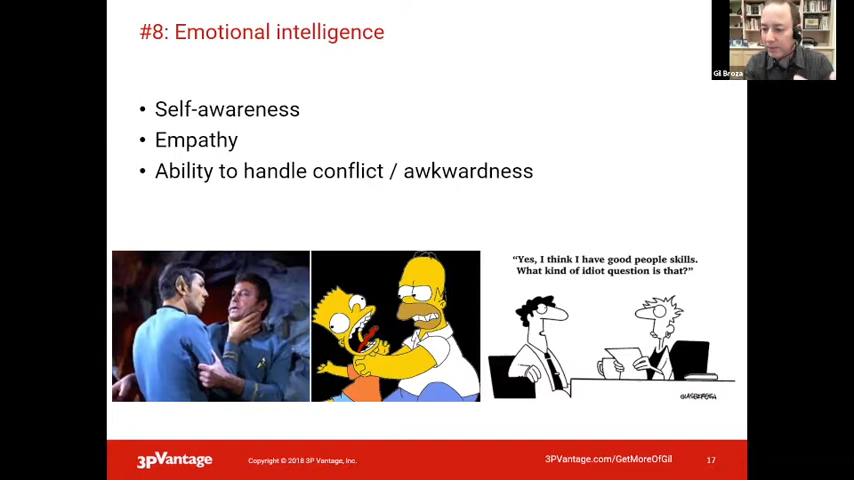 #8: Emotional intelligence
Gil Broza
• Self-awareness
• Empathy
• Ability to handle conflict / awkwardness
"Yes, I think I have good people skills.
What kind of idiot question is that?"
GLASBERGEN
3PVantage
Copyright © 2018 3P Vantage, Inc.
3PVantage.com/GetMoreOfGil
17